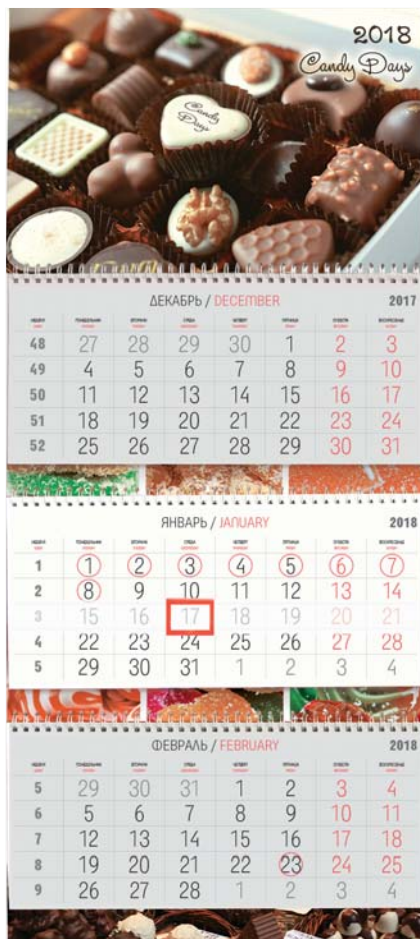 2018
Candy Days
Candy
Days
ДЕКАБРЬ / DECEMBER 2017
48 27 28 29 30 1 2 3
49 4 5 6 7 8 9 10
50 11 12 13 14 15 16 17
51 18 19 20 21 22 23 24
52 25 26 27 28 29 30 31
ЯНВАРЬ / JANUARY 2018
1 1 2 3 4 5 6 7
2 8 9 10 11 12 13 14
3 15 16 17 18 19 20 21
4 22 23 24 25 26 27 28
5 29 30 31 1 2 3 4
ФЕВРАЛЬ / FEBRUARY 2018
5 29 30 31 1 2 3 4
6 5 6 7 8 9 10 11
7 12 13 14 15 16 17 18
8 19 20 21 22 23 24 25
9 26 27 28 1 2 3 4